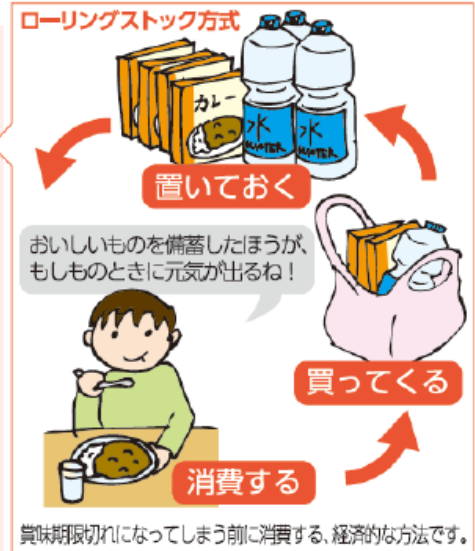 ローリングストック方式
カレー
水
WATER
水
WATER
置いておく
おいしいものを備蓄したほうが、
もしものときに元気が出るね！
買ってくる
消費する
賞味期限切れになってしまう前に消費する、経済的な方法です。